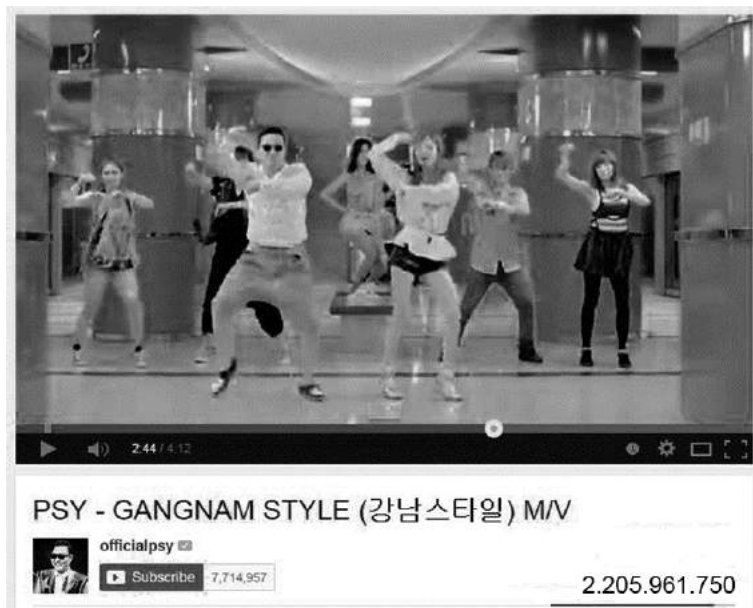 2:44 / 4:12
PSY - GANGNAM STYLE (강남스타일) M/V
officialpsy
Subscribe 7,714,957
2.205.961.750